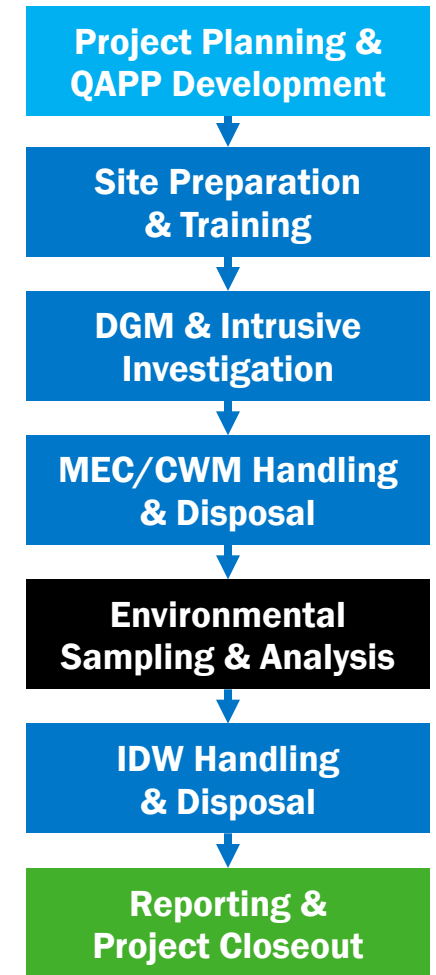 Project Planning &
QAPP Development
Site Preparation
& Training
DGM & Intrusive
Investigation
MEC/CWM Handling
& Disposal
Environmental
Sampling & Analysis
IDW Handling
& Disposal
Reporting &
Project Closeout